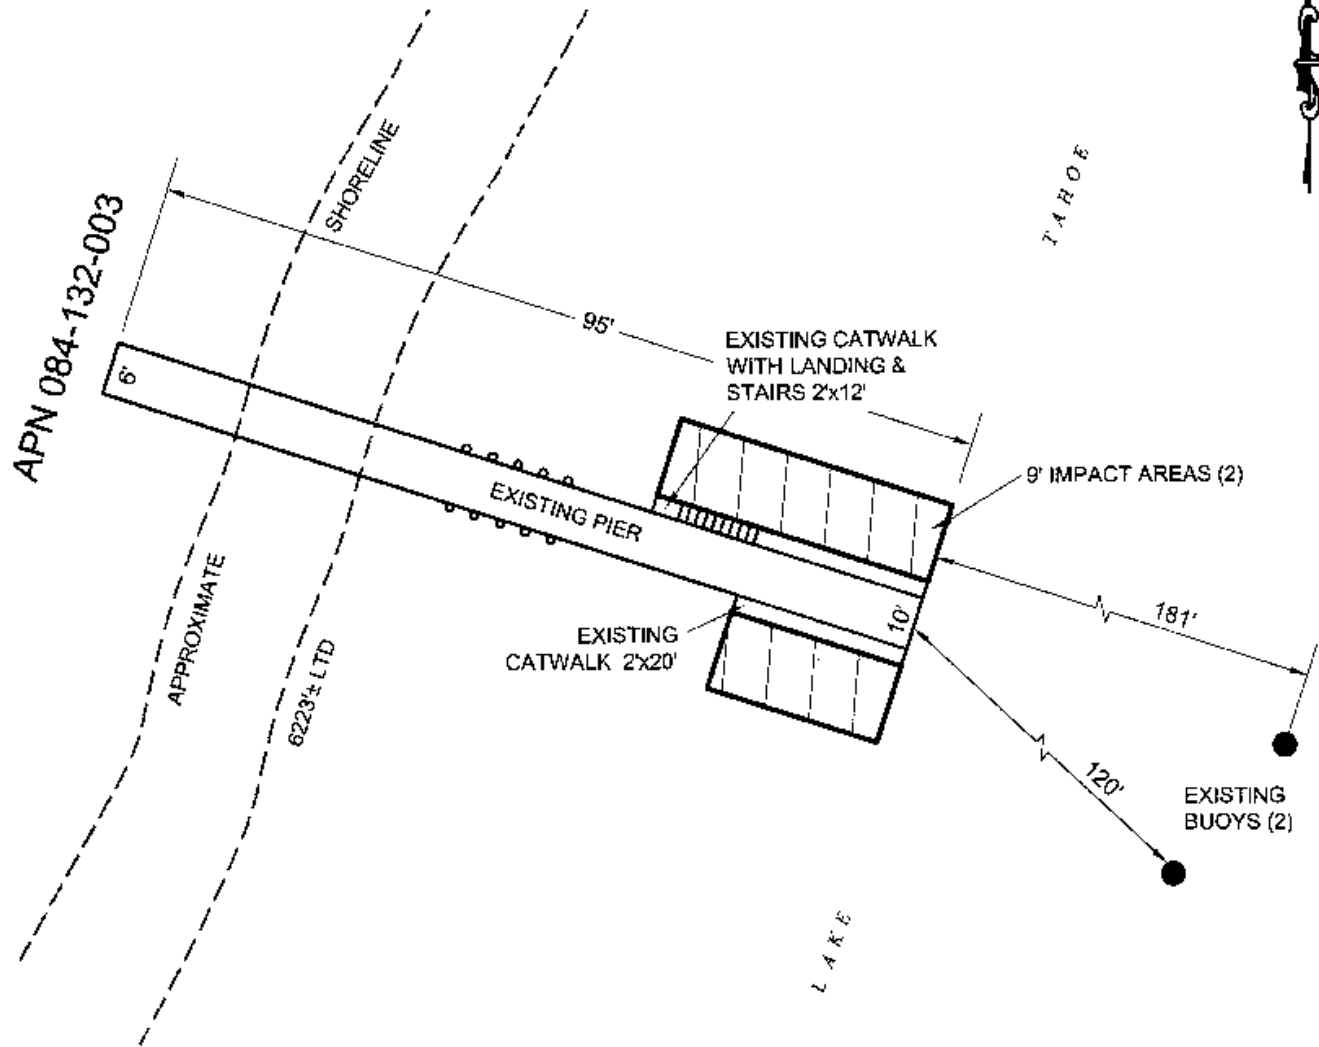 TAHOE
SHORELINE
APN 084-132-003
95'
EXISTING CATWALK
WITH LANDING &
STAIRS 2'x12'
6'
9' IMPACT AREAS (2)
EXISTING PIER
10'
181'
EXISTING
CATWALK 2'x20'
APPROXIMATE
6223'± LTD
120'
EXISTING
BUOYS (2)
LAKE